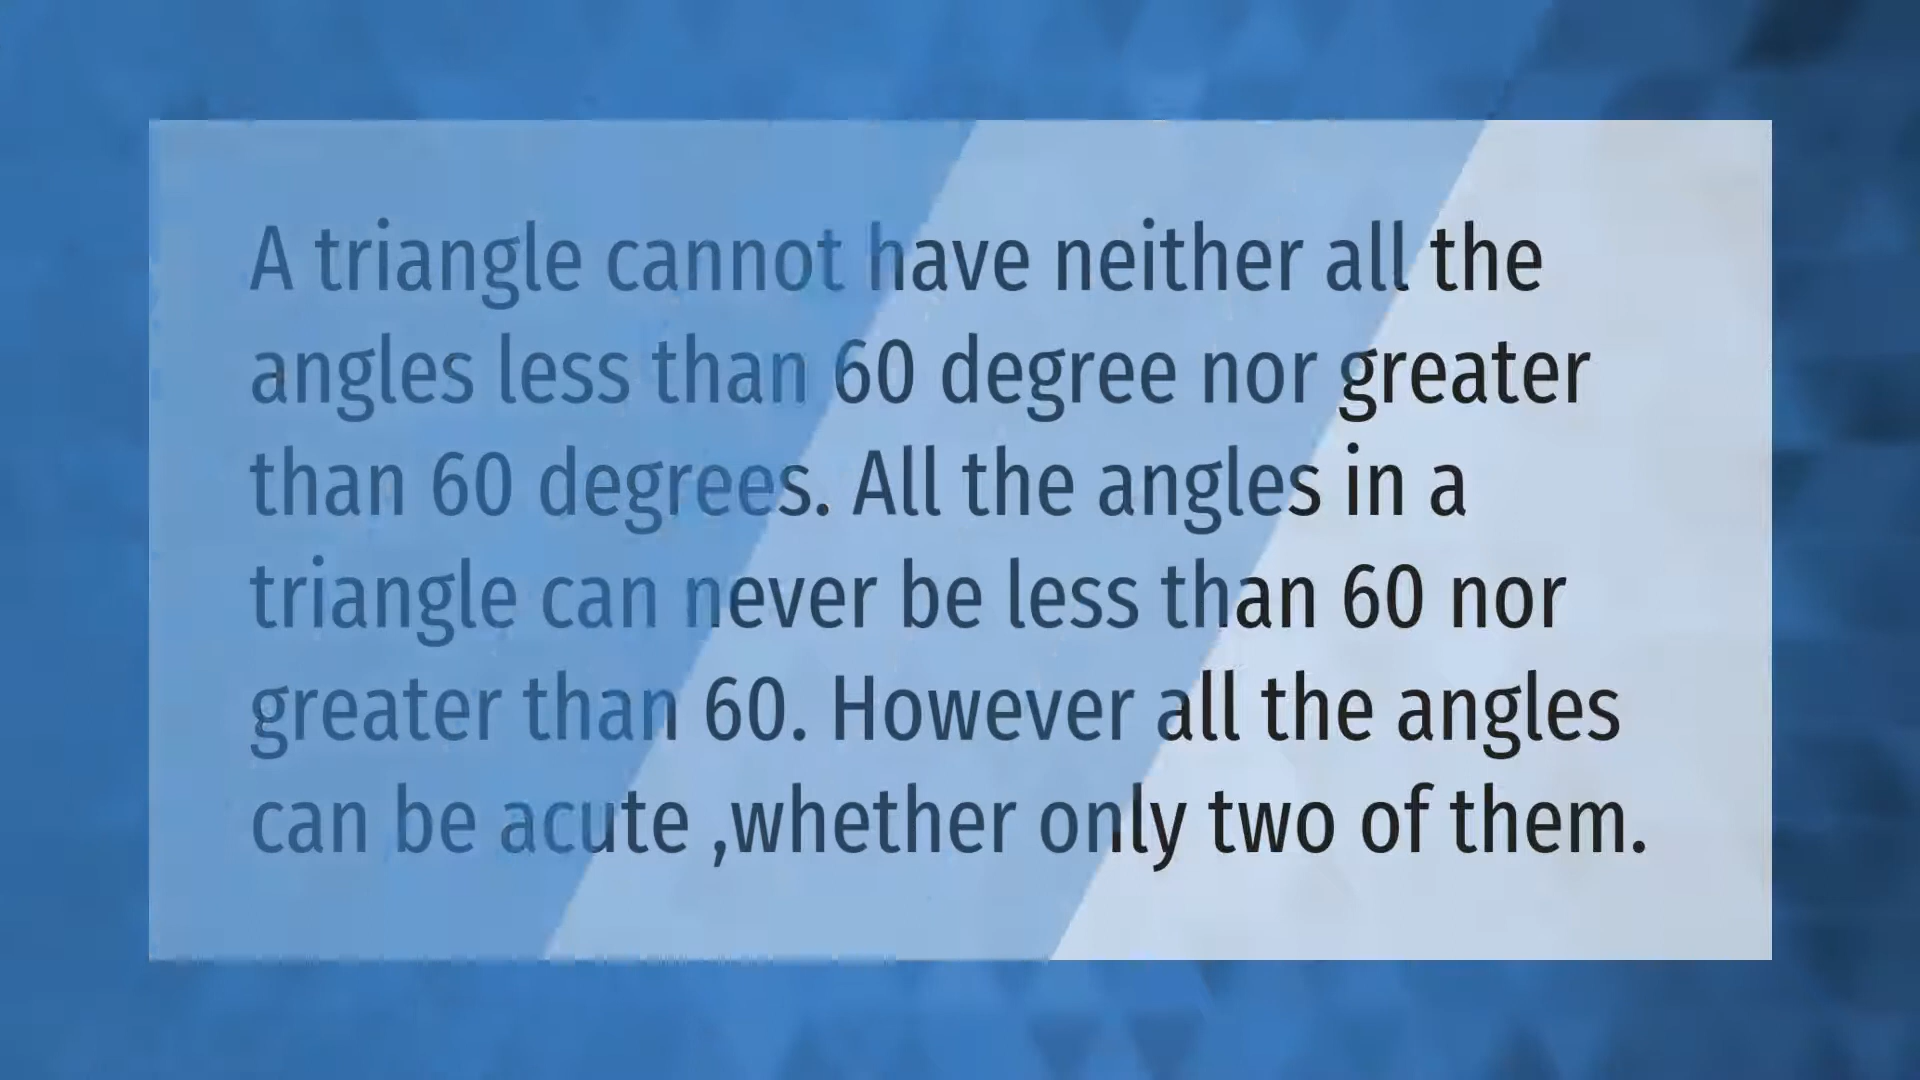 A triangle cannot have neither all the
angles less than 60 degree nor greater
than 60 degrees. All the angles in a
triangle can never be less than 60 nor
greater than 60. However all the angles
can be acute ,whether only two of them.